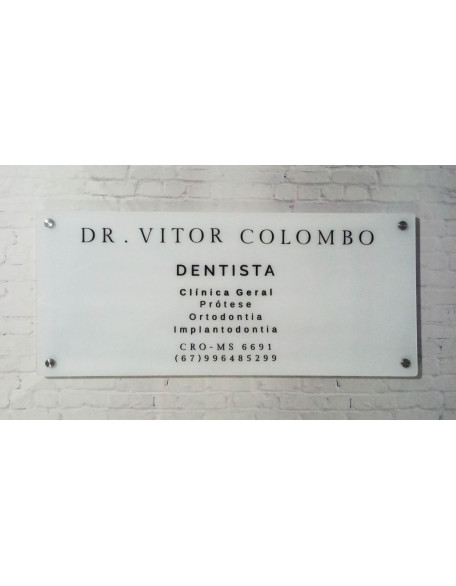 DR. VITOR COLOMBO
DENTISTA
Clínica Geral
Prótese
Ortodontia
Implantodontia
CRO-MS 6691
(67)996485299